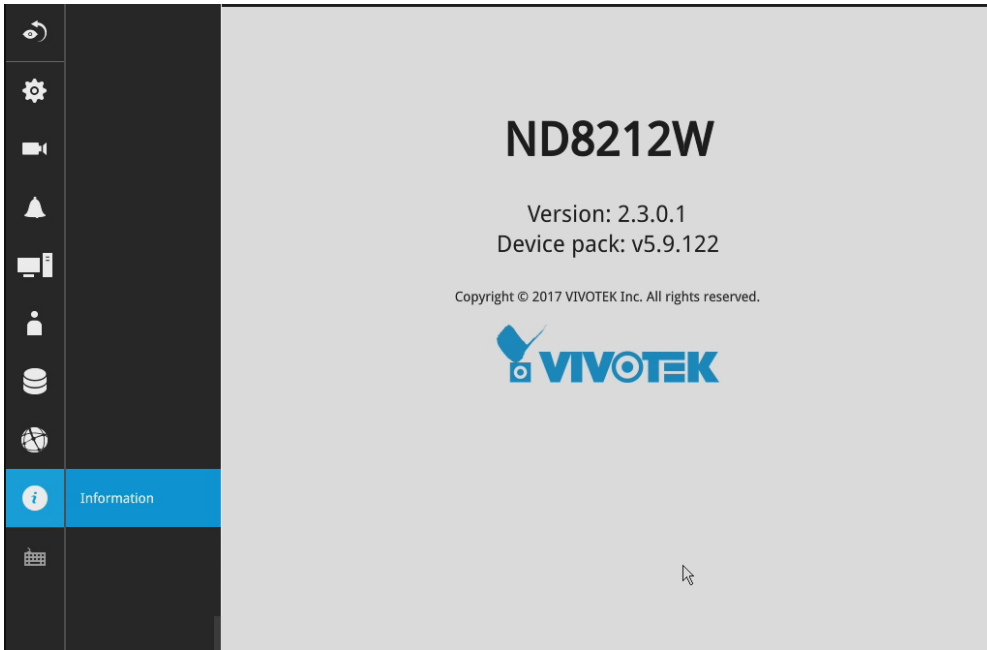 ND8212W
Version: 2.3.0.1
Device pack: v5.9.122
Copyright © 2017 VIVOTEK Inc. All rights reserved.
VIVOTEK
i Information